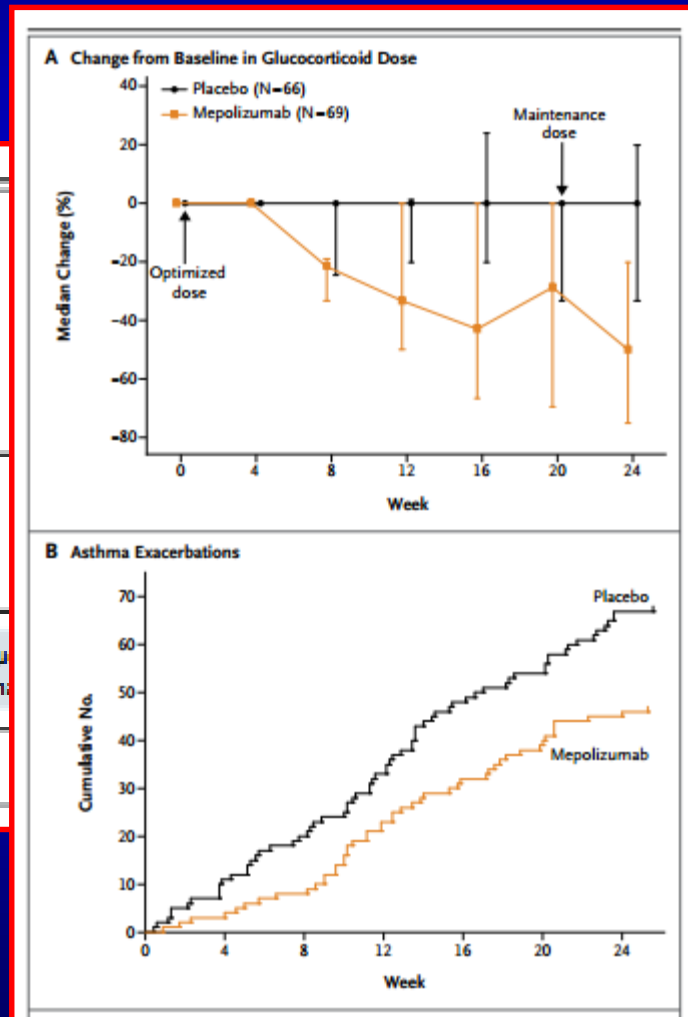 A Change from Baseline in Glucocorticoid Dose
Placebo (N=66)
Mepolizumab (N=69)
Maintenance
dose
Optimized
dose
Median Change (%)
40
20
0
-20
-40
-60
-80
0 4 8 12 16 20 24
Week
B Asthma Exacerbations
Placebo
Mepolizumab
Cumulative No.
70
60
50
40
30
20
10
0
0 4 8 12 16 20 24
Week